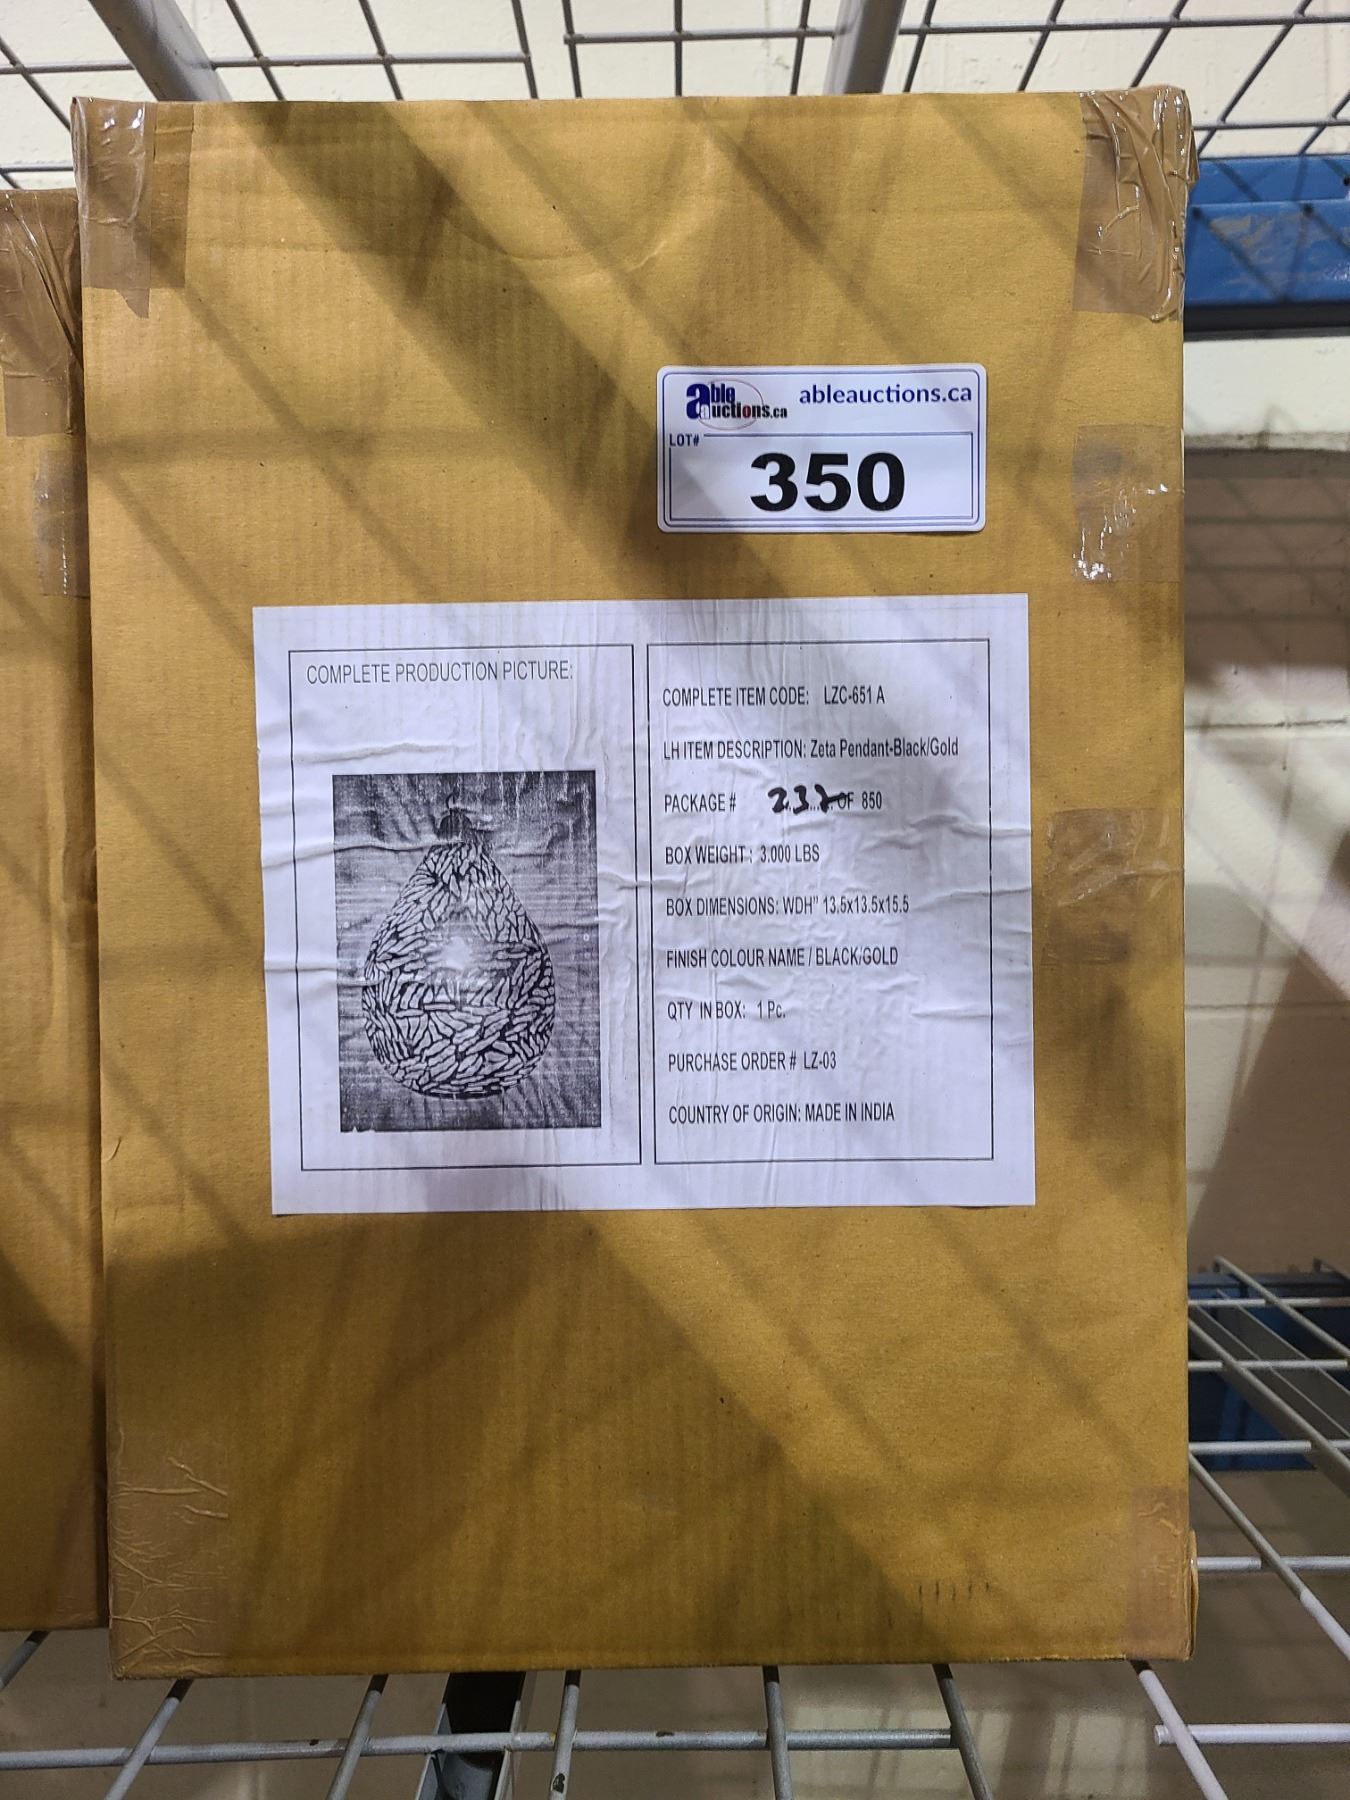 able auctions.ca ableauctions.ca
LOT#
350
COMPLETE PRODUCTION PICTURE:
COMPLETE ITEM CODE: LZC-651 A
LH ITEM DESCRIPTION: Zeta Pendant-Black/Gold
PACKAGE # 237 OF 850
BOX WEIGHT : 3.000 LBS
BOX DIMENSIONS: WDH" 13.5x13.5x15.5
FINISH COLOUR NAME / BLACK/GOLD
QTY IN BOX: 1 Pc.
PURCHASE ORDER # LZ-03
COUNTRY OF ORIGIN: MADE IN INDIA